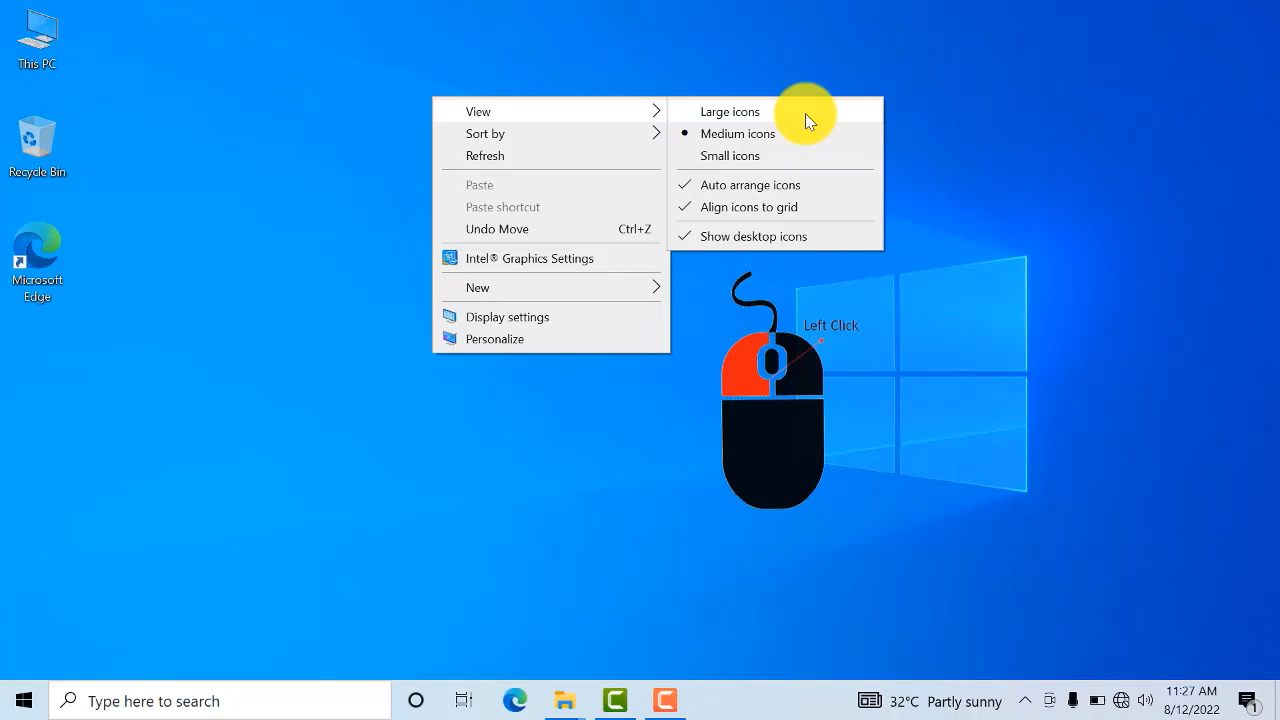 This PC
Recycle Bin
Microsoft
Edge
View
Sort by
Refresh
Paste
Paste shortcut
Undo Move Ctrl+Z
Intel® Graphics Settings
New
Display settings
Personalize
Large icons
Medium icons
Small icons
Auto arrange icons
Align icons to grid
Show desktop icons
Left Click
Type here to search
32°C Partly sunny
11:27 AM
8/12/2022
1